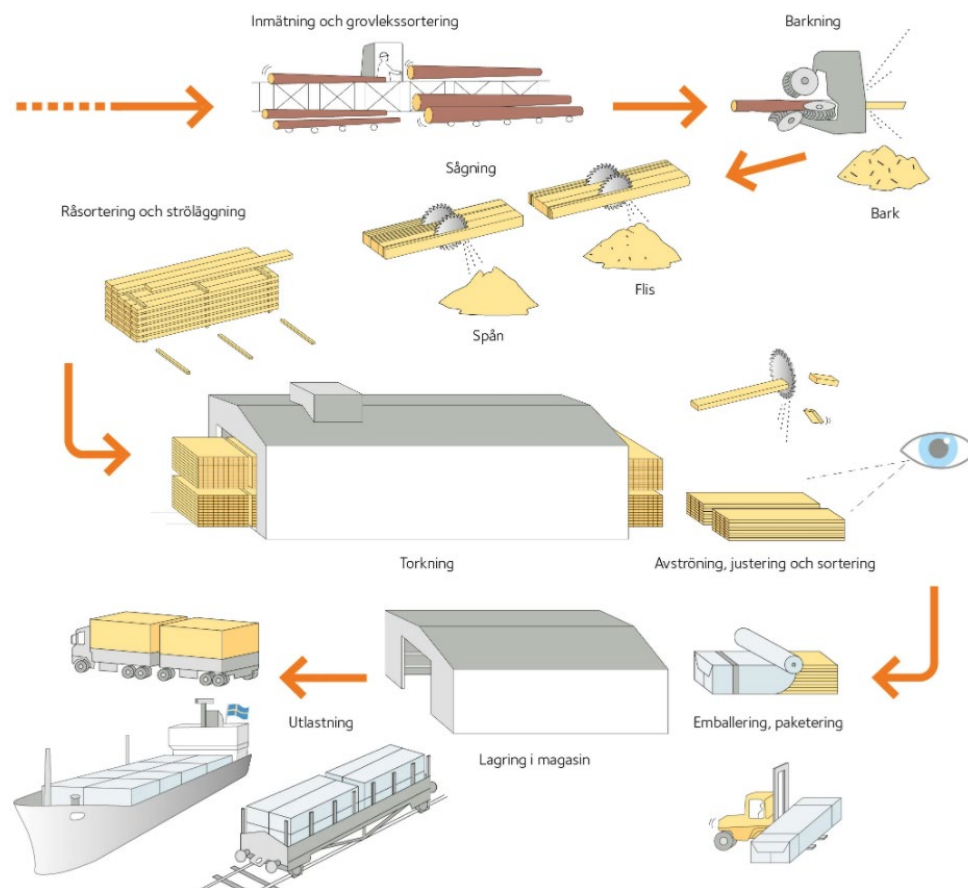 Inmätning och grovlekssortering
Barkning
Sågning
Bark
Råsortering och ströläggning
Flis
Spån
Torkning
Avströning, justering och sortering
Utlastning
Emballering, paketering
Lagring i magasin